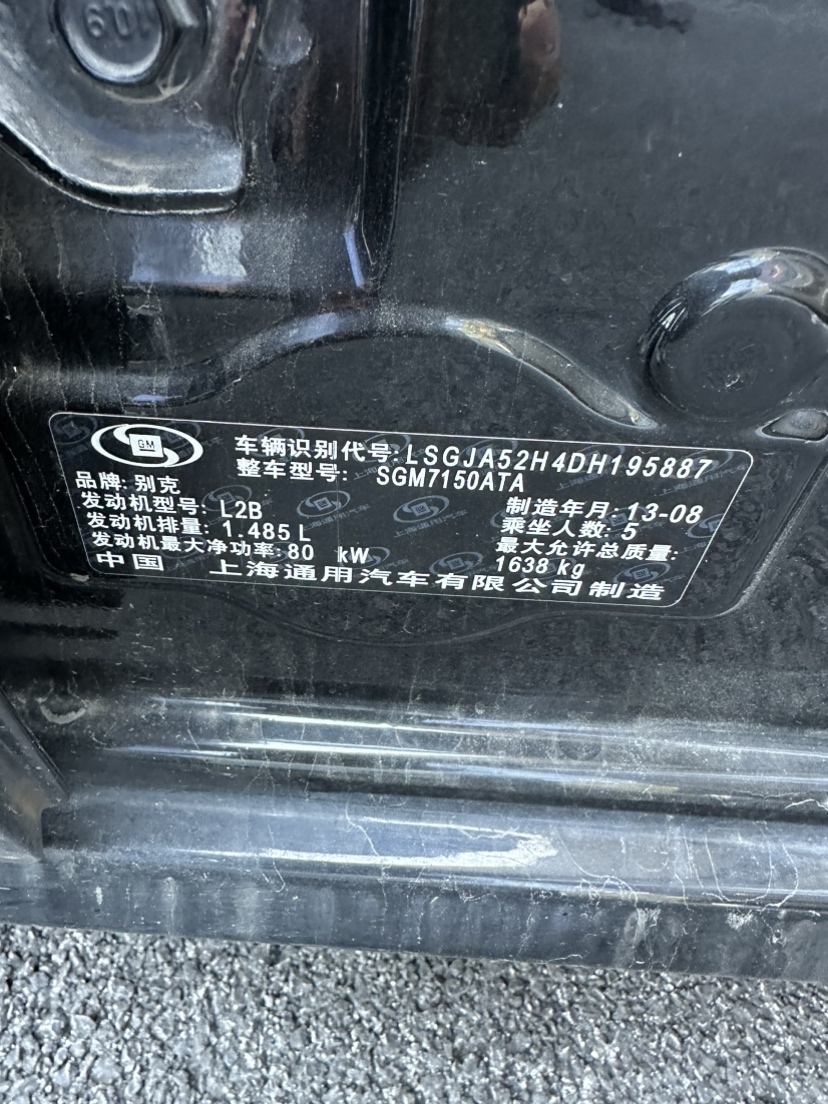 10.9
GM
车辆识别代号: LSGJA52H4DH195887
整车型号: SGM7150ATA
品牌: 别克
发动机型号: L2B
制造年月: 13-08
发动机排量: 1.485 L
乘坐人数: 5
发动机最大净功率: 80 kW
最大允许总质量:
1638 kg
中国 上海通用汽车有限公司制造